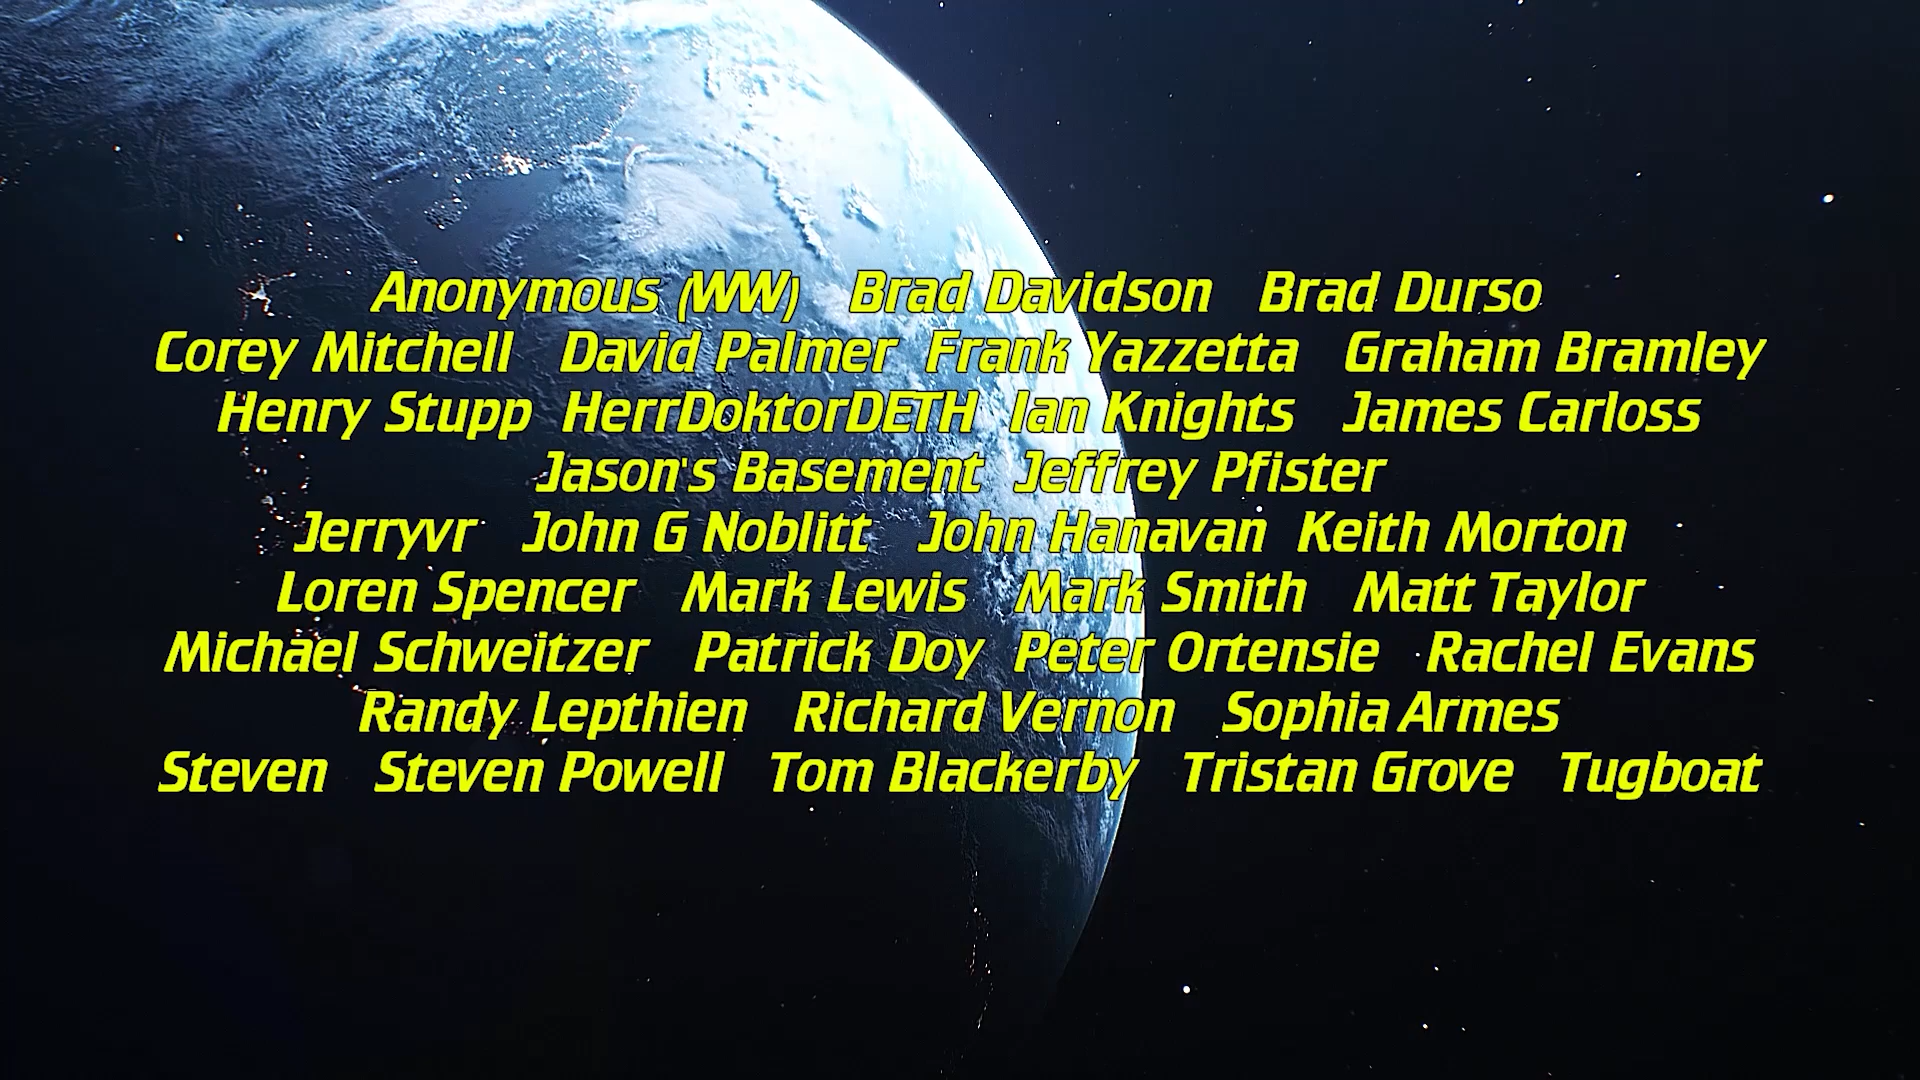 Anonymous (WW) Brad Davidson Brad Durso
Corey Mitchell David Palmer Frank Yazzetta Graham Bramley
Henry Stupp HerrDoktorDETH Ian Knights James Carloss
Jason's Basement Jeffrey Pfister
Jerryvr John G Noblitt John Hanavan Keith Morton
Loren Spencer Mark Lewis Mark Smith Matt Taylor
Michael Schweitzer Patrick Doy Peter Ortensie Rachel Evans
Randy Lepthien Richard Vernon Sophia Armes
Steven Steven Powell Tom Blackerby Tristan Grove Tugboat